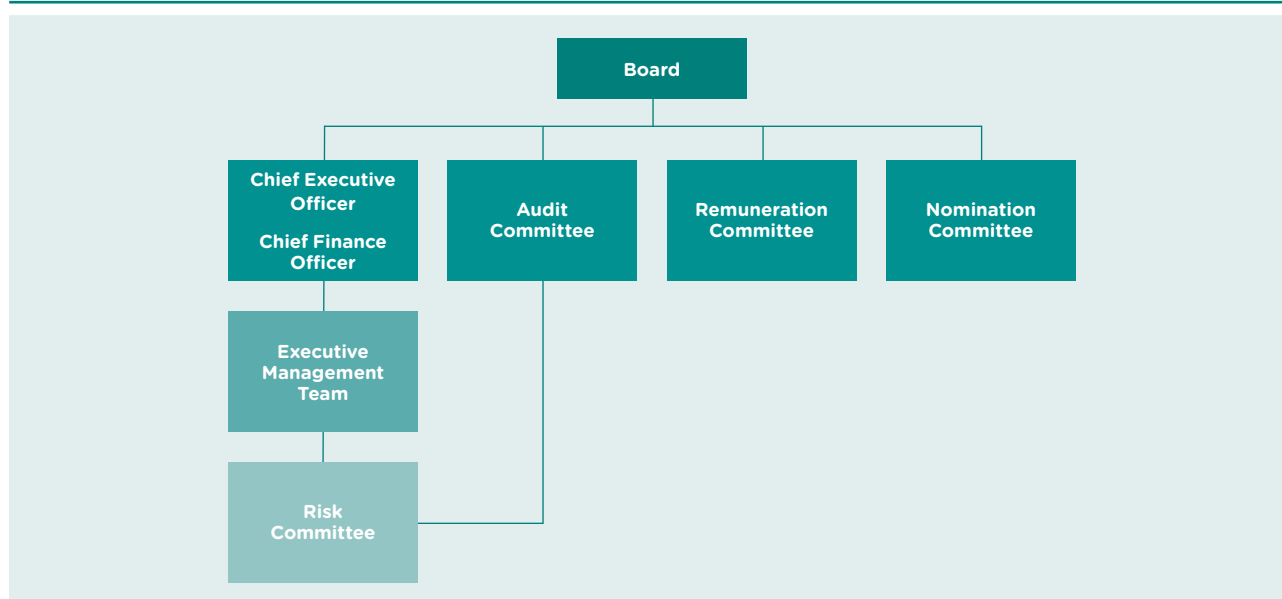 Board
Chief Executive
Officer
Chief Finance
Officer
Audit
Committee
Remuneration
Committee
Nomination
Committee
Executive
Management
Team
Risk
Committee